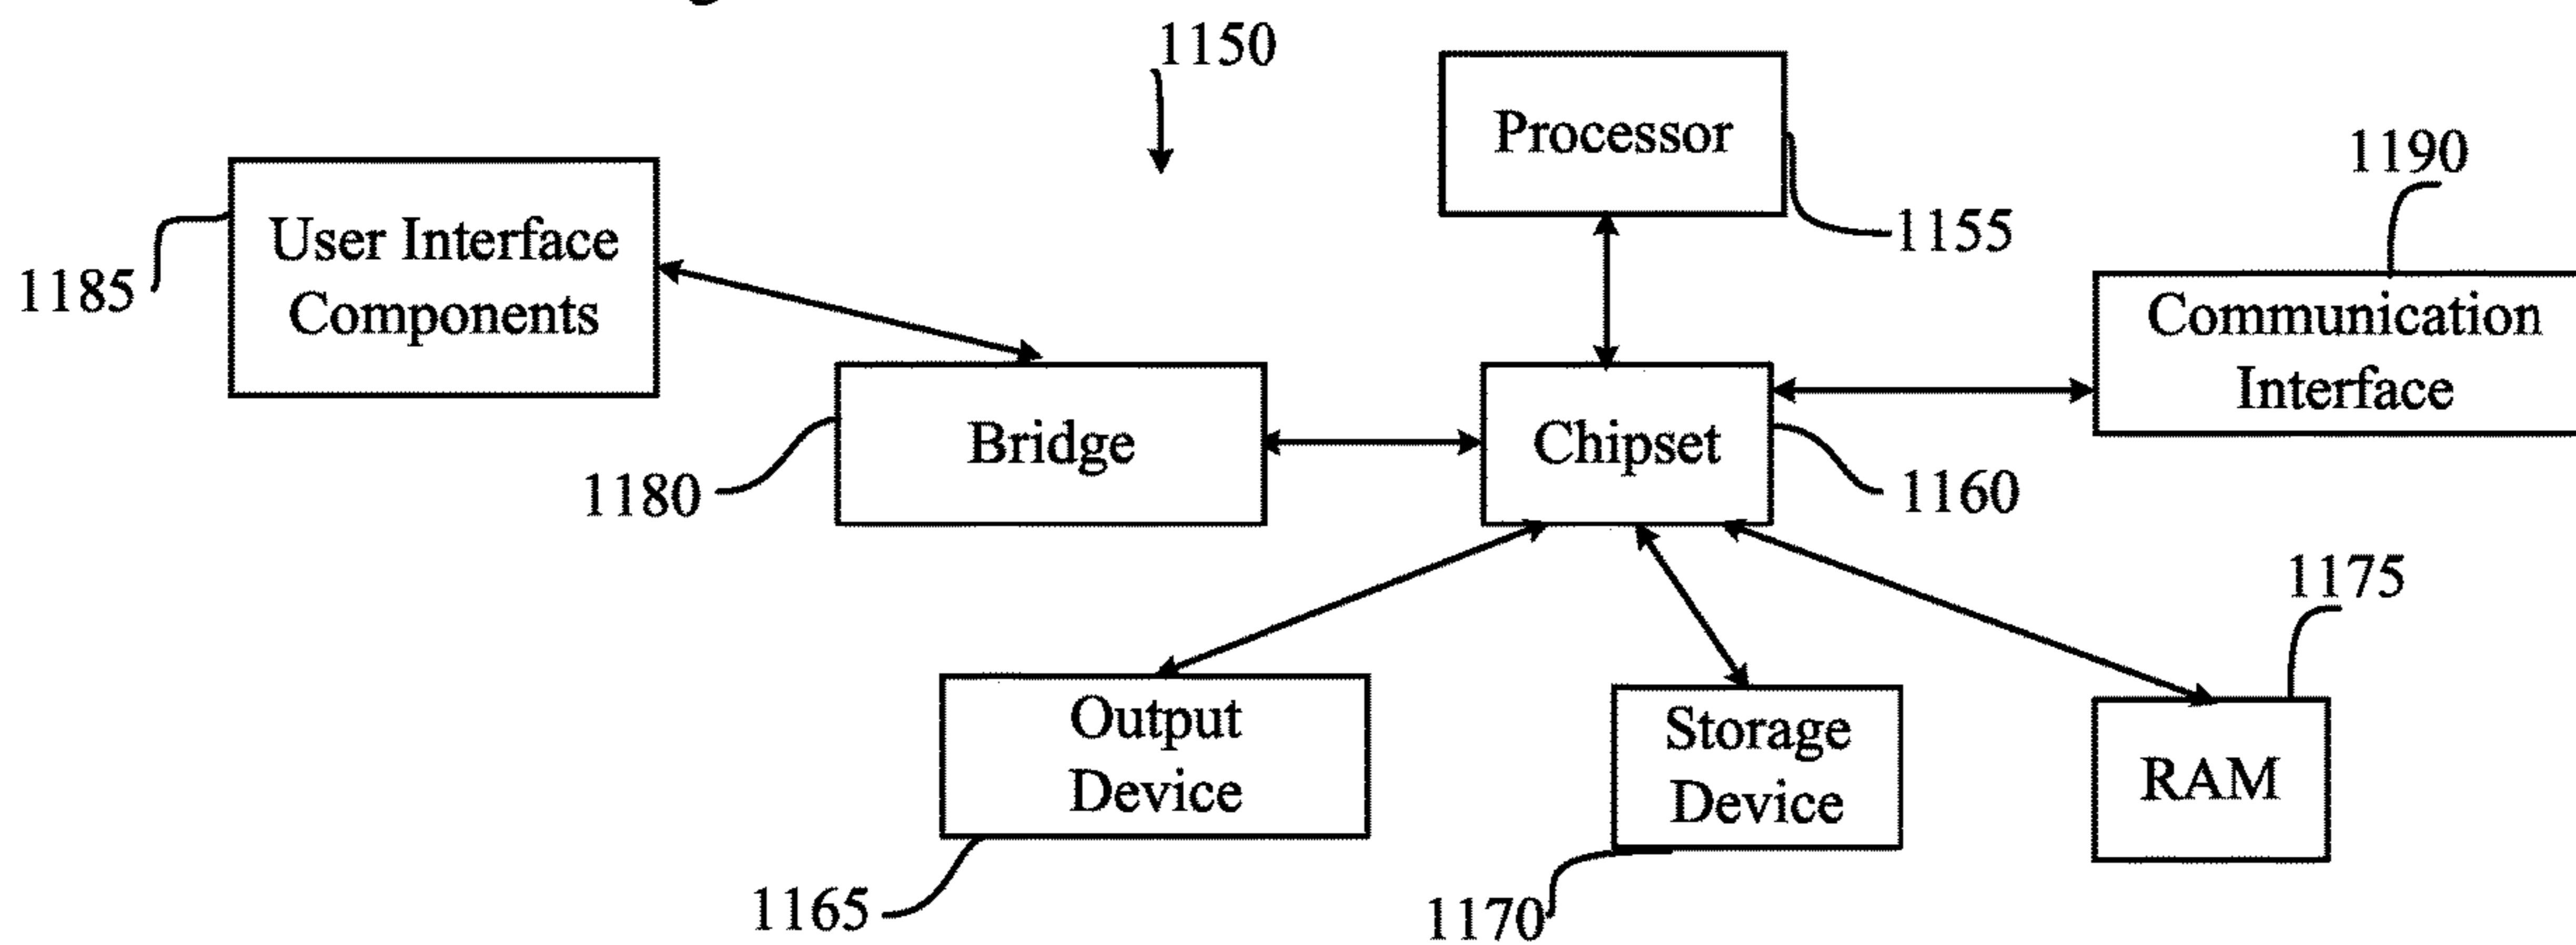 1150
Processor
1190
User Interface
Components
1155
1185
Communication
Interface
Bridge
Chipset
1180
1160
1175
Output
Device
Storage
Device
RAM
1165
1170